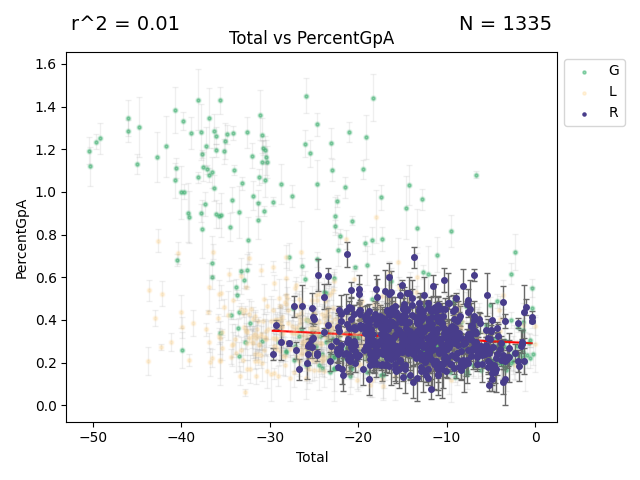 r^2 = 0.01 N = 1335
Total vs PercentGpA
G
L
R
1.6
1.4
1.2
1.0
0.8
0.6
0.4
0.2
0.0
PercentGpA
−50 −40 −30 −20 −10 0
Total